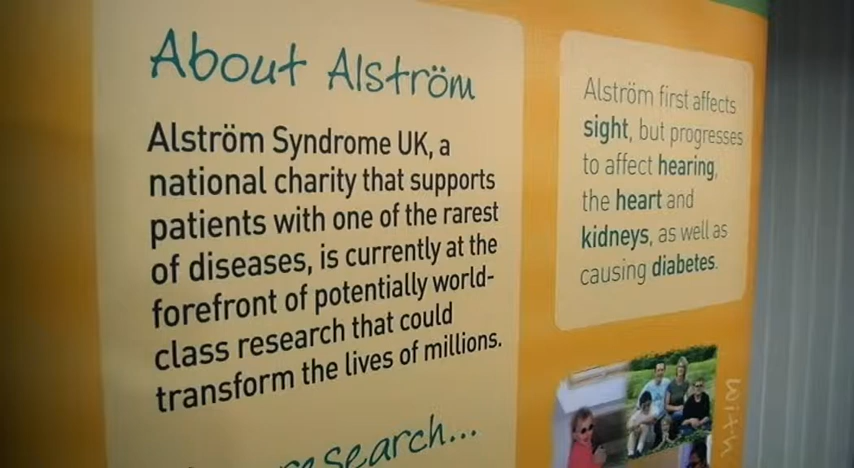 About Alström
Alström Syndrome UK, a
national charity that supports
patients with one of the rarest
of diseases, is currently at the
forefront of potentially world-
class research that could
transform the lives of millions.
research...
Alström first affects
sight, but progresses
to affect hearing,
the heart and
kidneys, as well as
causing diabetes.
with